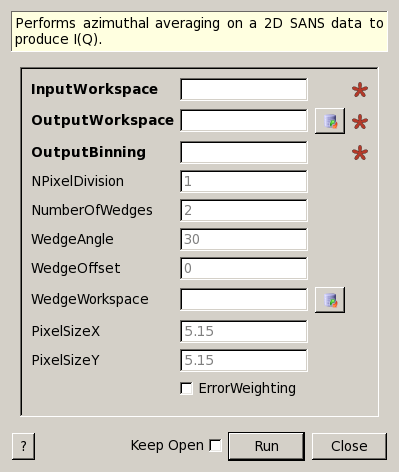 Performs azimuthal averaging on a 2D SANS data to
produce I(Q).
InputWorkspace
OutputWorkspace
OutputBinning
NPixelDivision 1
NumberOfWedges 2
WedgeAngle 30
WedgeOffset 0
WedgeWorkspace
PixelSizeX 5.15
PixelSizeY 5.15
ErrorWeighting
? Keep Open Run Close